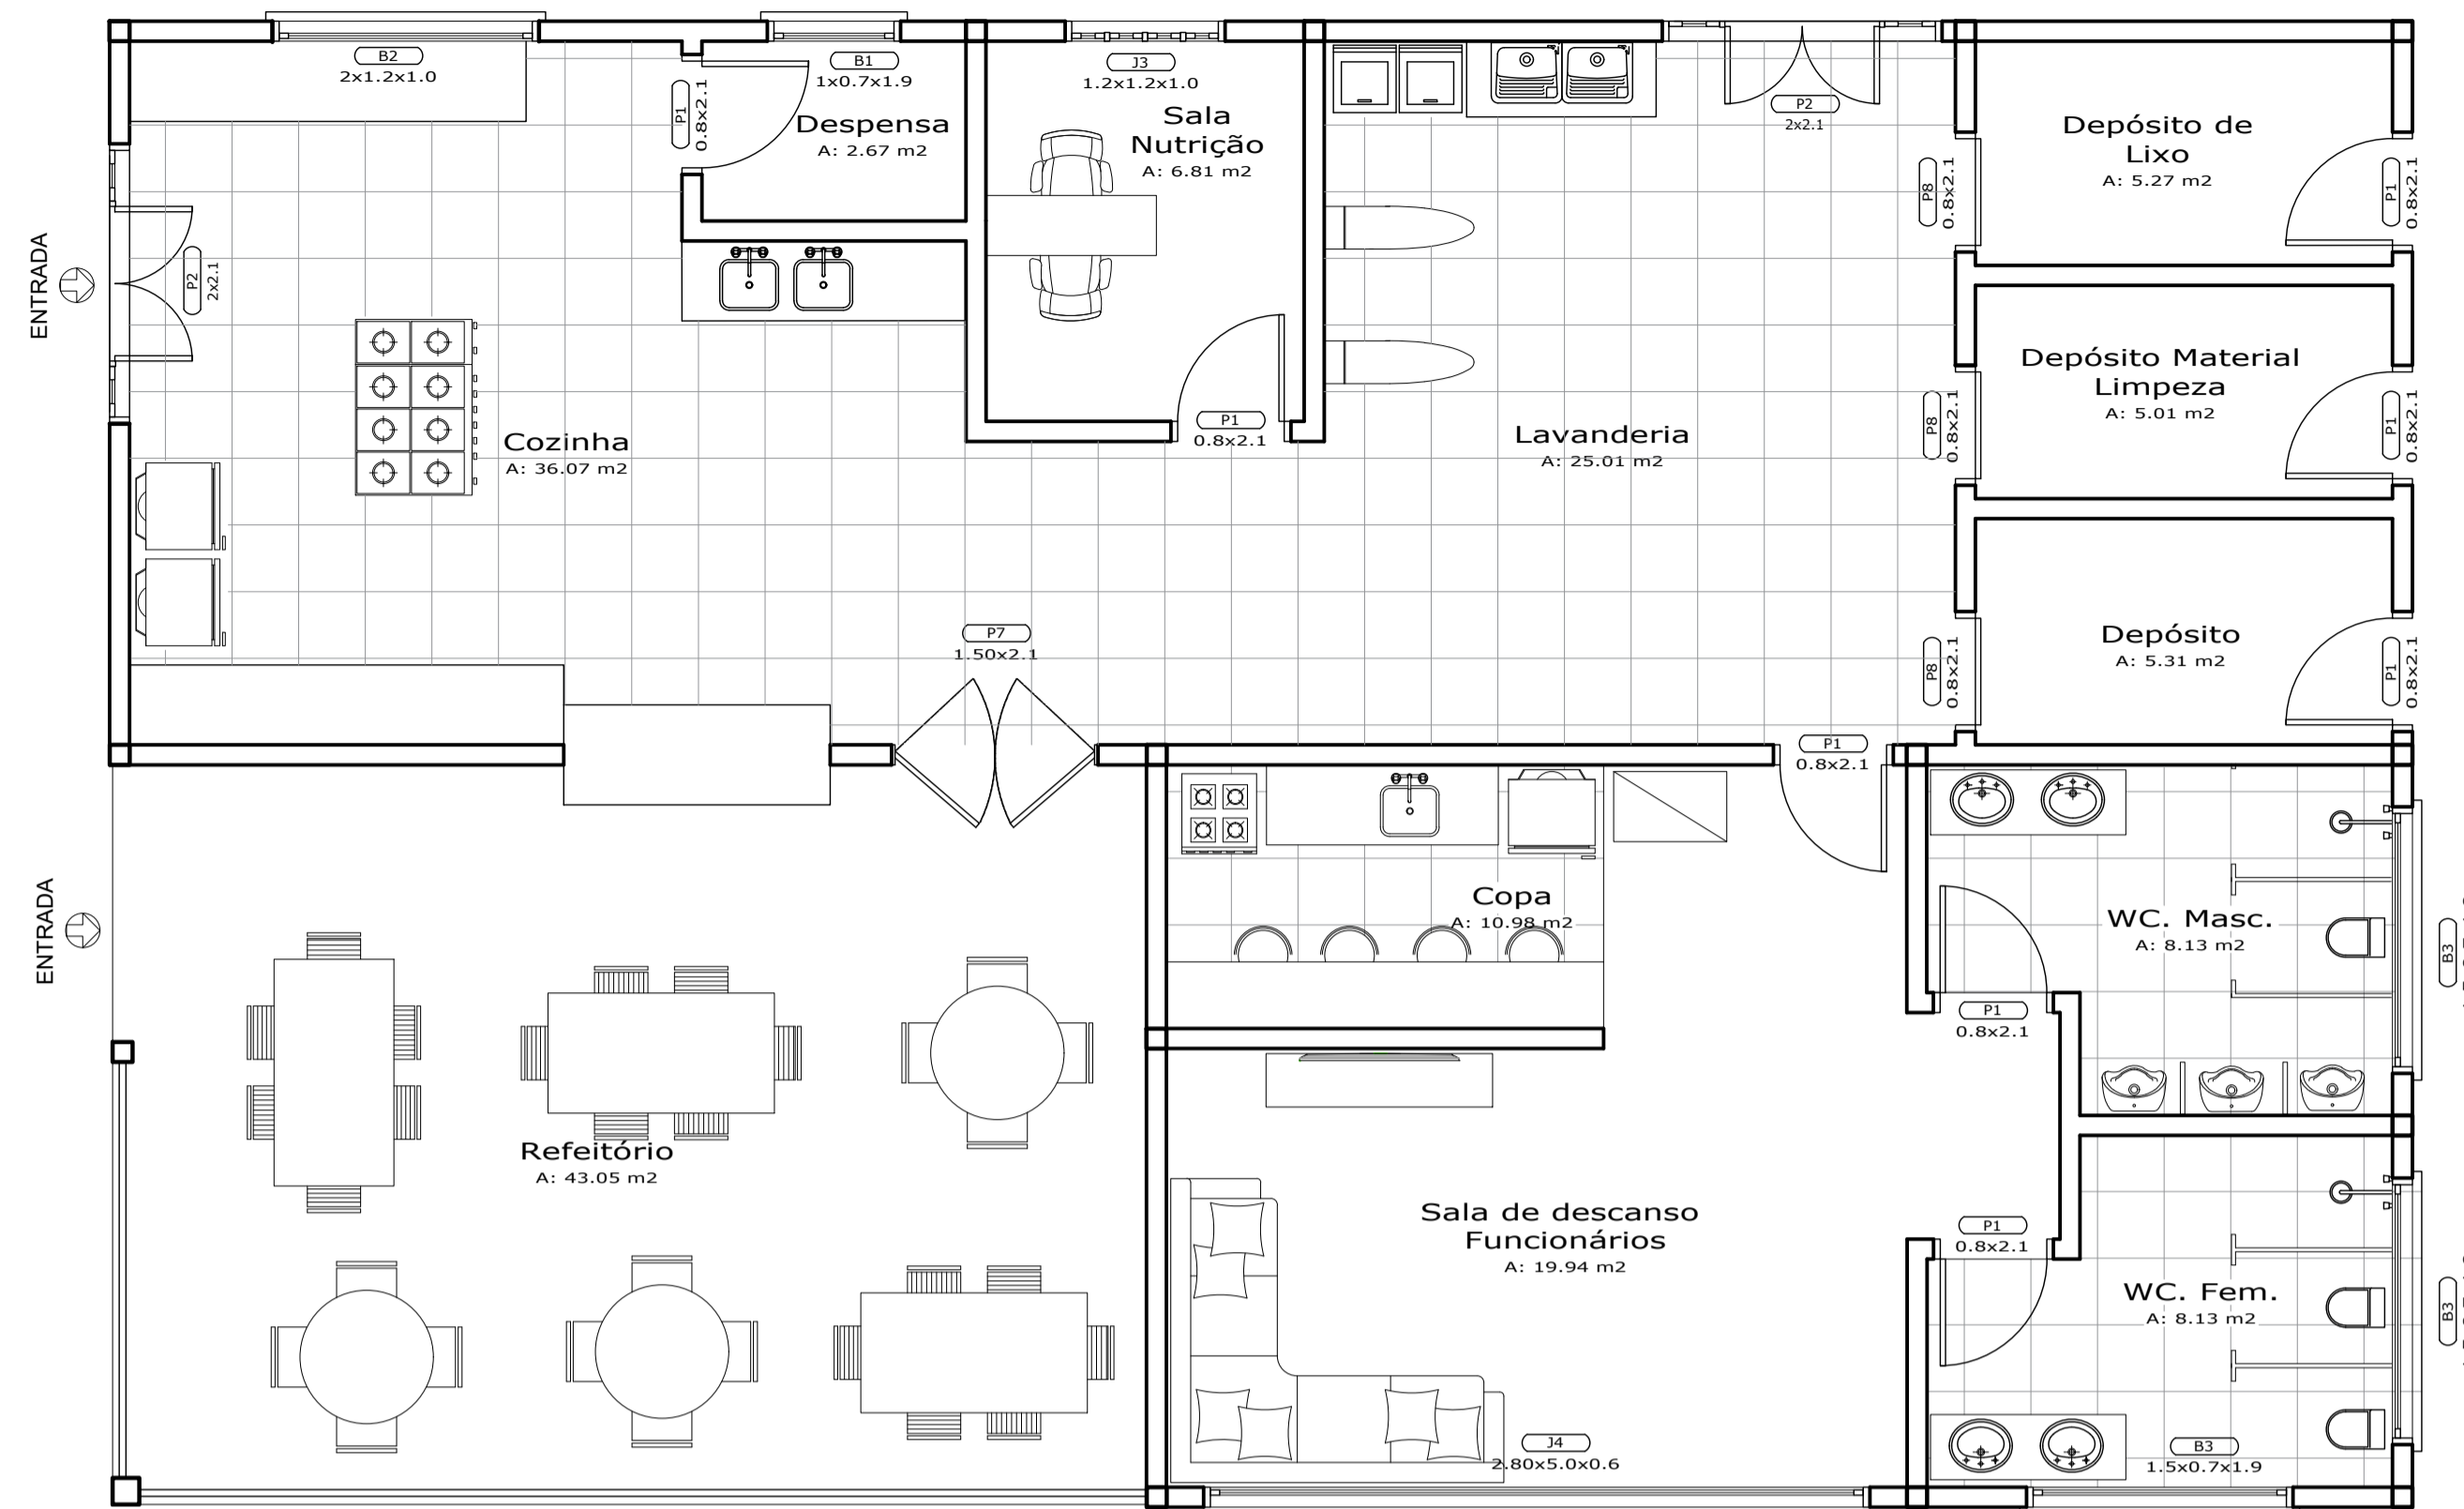 B2
2x1.2x1.0
B1
1x0.7x1.9
P1
0.8x2.1
Despensa
A: 2.67 m2
J3
1.2x1.2x1.0
Sala
Nutrição
A: 6.81 m2
P2
2x2.1
Depósito de
Lixo
A: 5.27 m2
P8
0.8x2.1
P1
0.8x2.1
ENTRADA
P2
2x2.1
Cozinha
A: 36.07 m2
P1
0.8x2.1
Lavanderia
A: 25.01 m2
Depósito Material
Limpeza
A: 5.01 m2
P8
0.8x2.1
P1
0.8x2.1
P7
1.50x2.1
Depósito
A: 5.31 m2
P8
0.8x2.1
P1
0.8x2.1
P1
0.8x2.1
ENTRADA
Copa
A: 10.98 m2
WC. Masc.
A: 8.13 m2
B3
P1
0.8x2.1
Refeitório
A: 43.05 m2
Sala de descanso
Funcionários
A: 19.94 m2
P1
0.8x2.1
WC. Fem.
A: 8.13 m2
B3
J4
2.80x5.0x0.6
B3
1.5x0.7x1.9